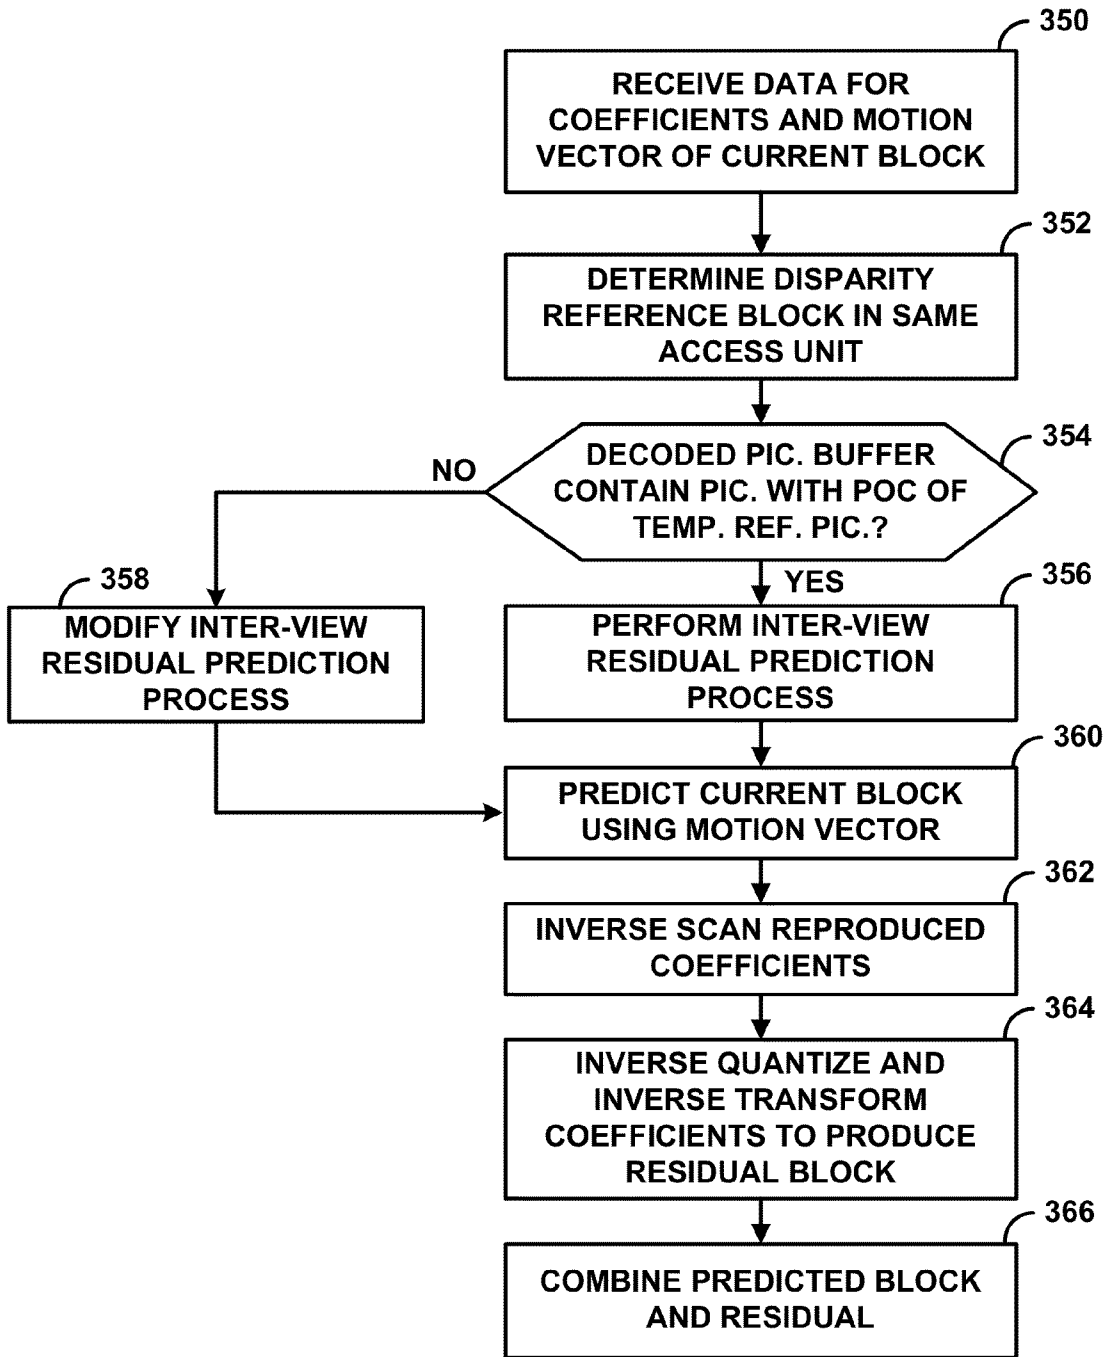 350
RECEIVE DATA FOR
COEFFICIENTS AND MOTION
VECTOR OF CURRENT BLOCK
352
DETERMINE DISPARITY
REFERENCE BLOCK IN SAME
ACCESS UNIT
354
DECODED PIC. BUFFER
CONTAIN PIC. WITH POC OF
TEMP. REF. PIC.?
NO
YES
358
MODIFY INTER-VIEW
RESIDUAL PREDICTION
PROCESS
356
PERFORM INTER-VIEW
RESIDUAL PREDICTION
PROCESS
360
PREDICT CURRENT BLOCK
USING MOTION VECTOR
362
INVERSE SCAN REPRODUCED
COEFFICIENTS
364
INVERSE QUANTIZE AND
INVERSE TRANSFORM
COEFFICIENTS TO PRODUCE
RESIDUAL BLOCK
366
COMBINE PREDICTED BLOCK
AND RESIDUAL